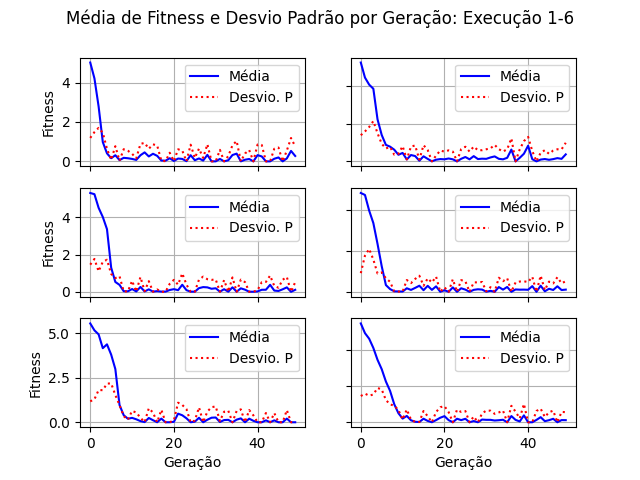 Média de Fitness e Desvio Padrão por Geração: Execução 1-6
Fitness
4
2
0
Média
Desvio. P
Média
Desvio. P
Fitness
4
2
0
Média
Desvio. P
Média
Desvio. P
Fitness
5.0
2.5
0.0
Média
Desvio. P
Média
Desvio. P
0 20 40
0 20 40
Geração
Geração